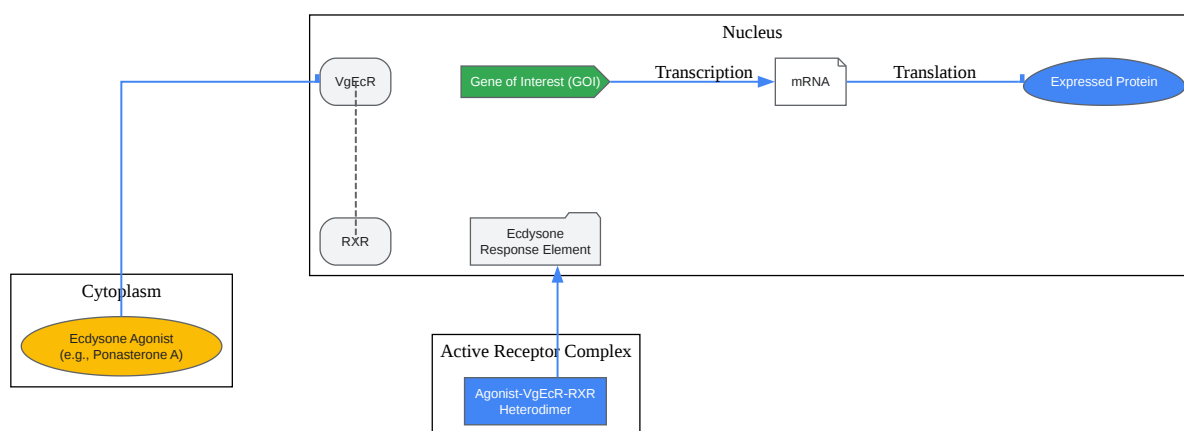 Nucleus
VgEcR
Gene of Interest (GOI)
Transcription
mRNA
Translation
Expressed Protein
RXR
Ecdysone
Response Element
Cytoplasm
Ecdysone Agonist
(e.g., Ponasterone A)
Active Receptor Complex
Agonist-VgEcR-RXR
Heterodimer